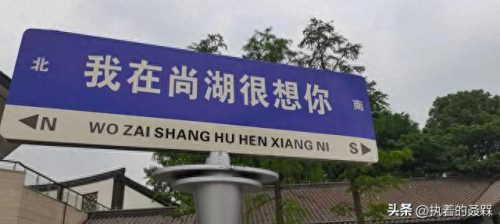 北 我在尚湖很想你 南
◀N WO ZAI SHANG HU HEN XIANG NI S▶
头条 @执着的叒槑